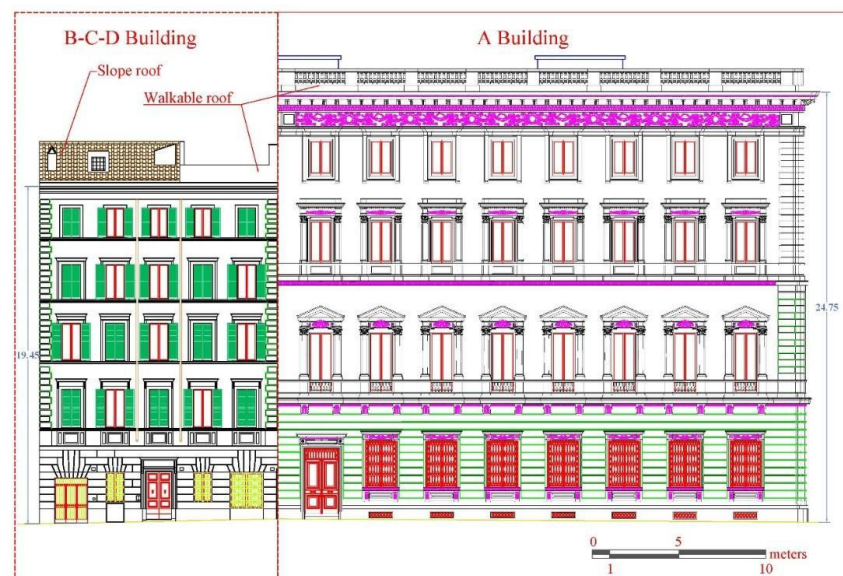 B-C-D Building
A Building
Slope roof
Walkable roof
19.45
24.75
0
5
meters
1
10